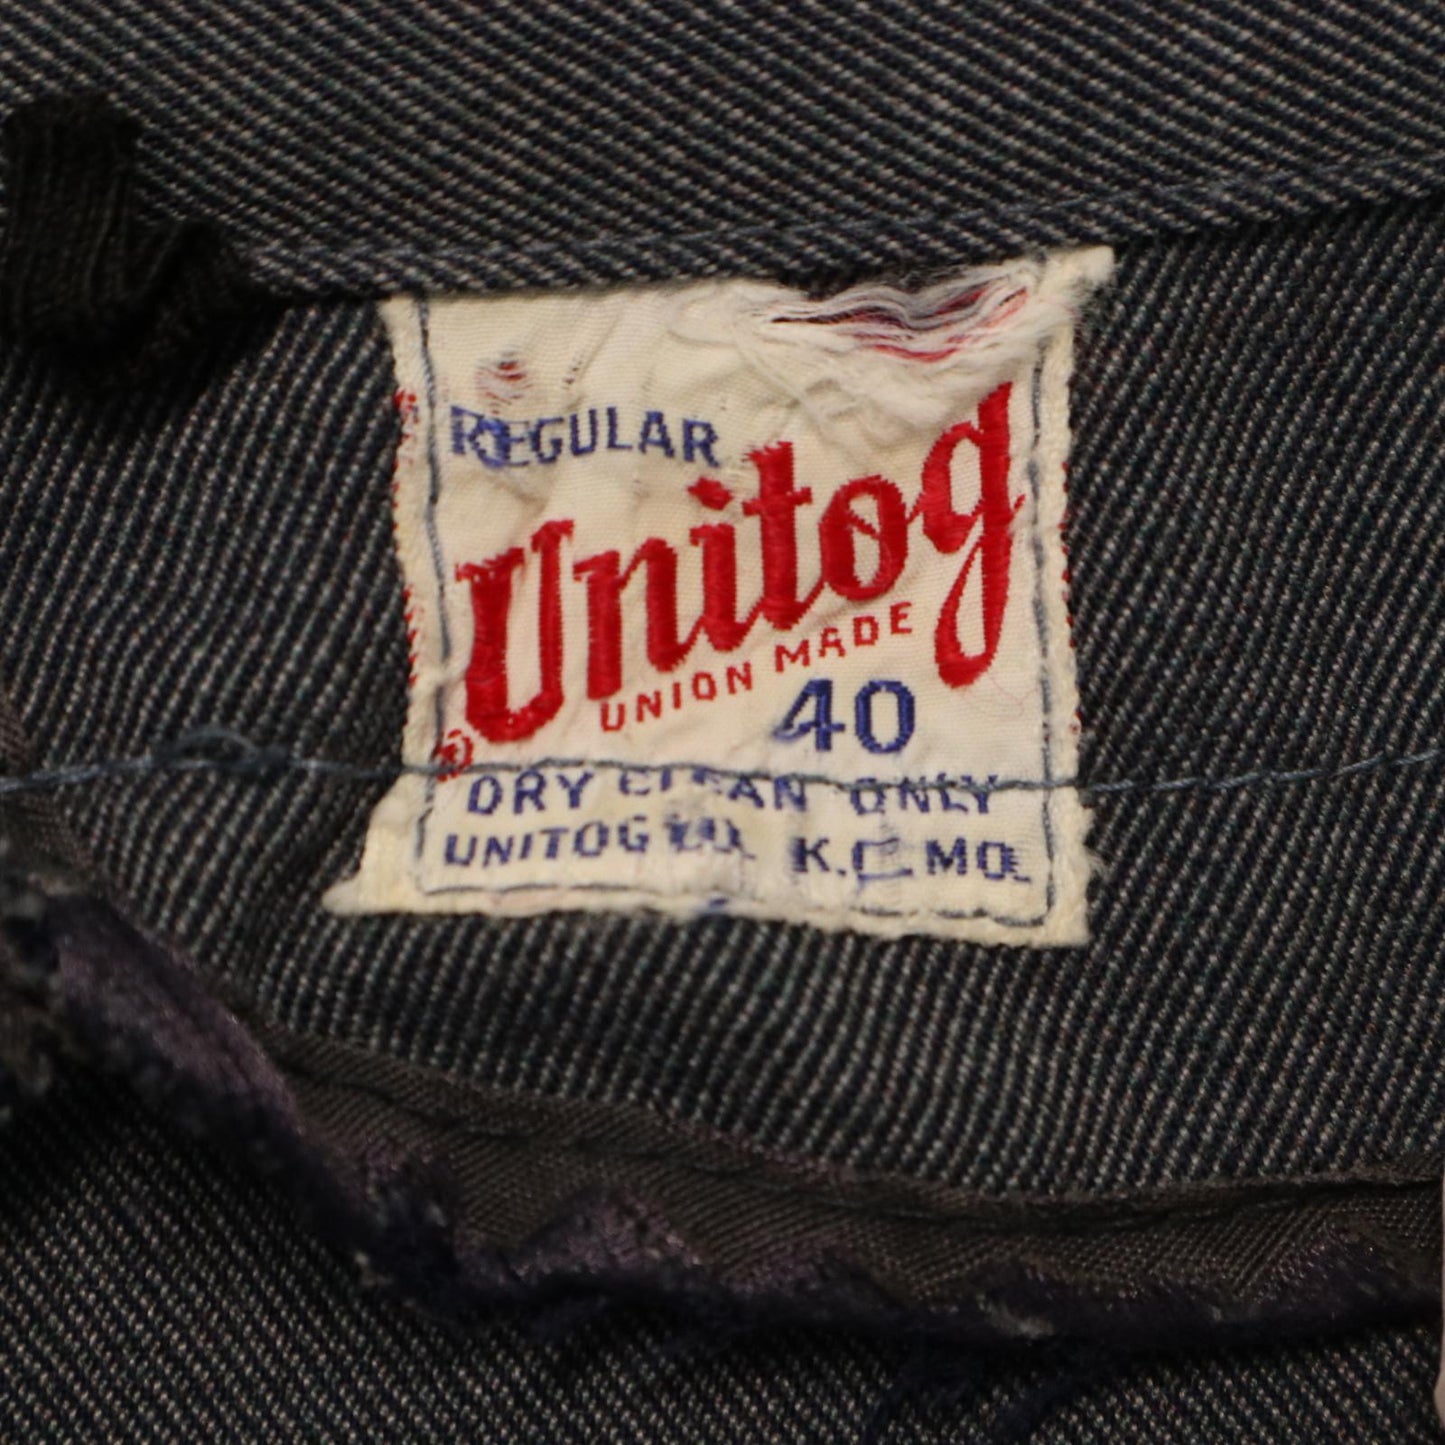 REGULAR
Unitog
®
UNION MADE
40
DRY CLEAN ONLY
UNITOG CO. K.C. MO.